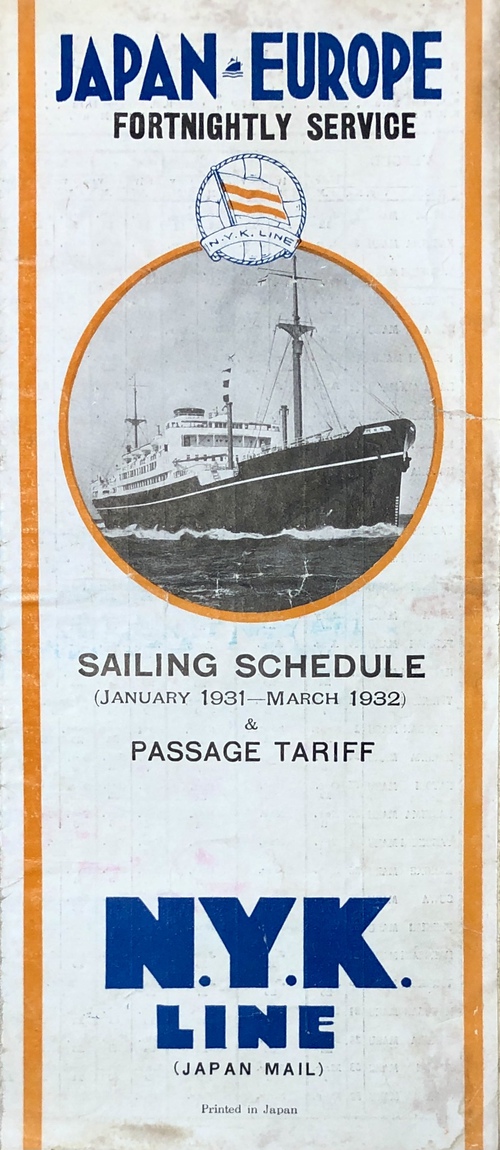 JAPAN EUROPE
FORTNIGHTLY SERVICE
N.Y.K. LINE
SAILING SCHEDULE
(JANUARY 1931—MARCH 1932)
&
PASSAGE TARIFF
N.Y.K.
LINE
(JAPAN MAIL)
Printed in Japan